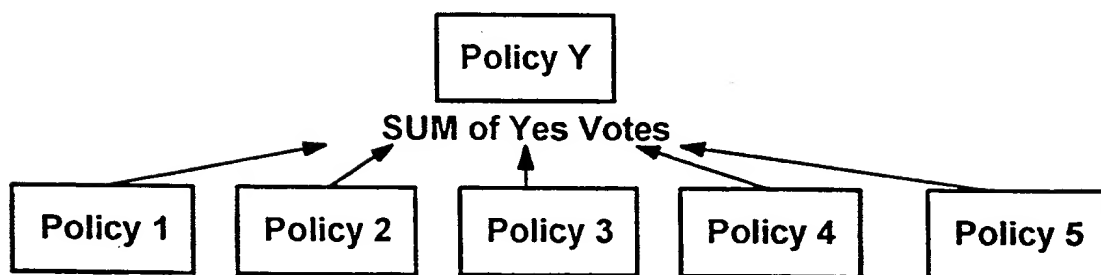 Policy Y
SUM of Yes Votes
Policy 1 Policy 2 Policy 3 Policy 4 Policy 5